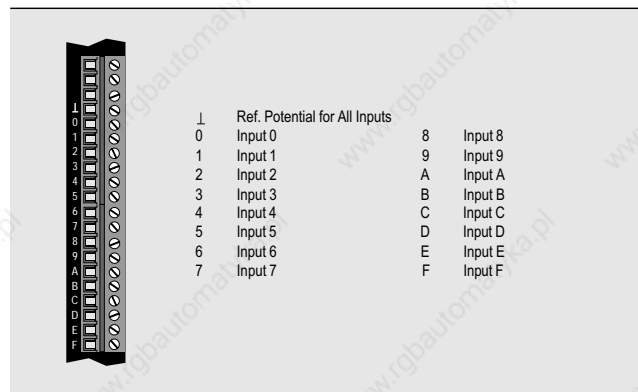 ⊥ Ref. Potential for All Inputs
0 Input 0 8 Input 8
1 Input 1 9 Input 9
2 Input 2 A Input A
3 Input 3 B Input B
4 Input 4 C Input C
5 Input 5 D Input D
6 Input 6 E Input E
7 Input 7 F Input F
⊥
0
1
2
3
4
5
6
7
8
9
A
B
C
D
E
F
www.rgbautomatyka.pl